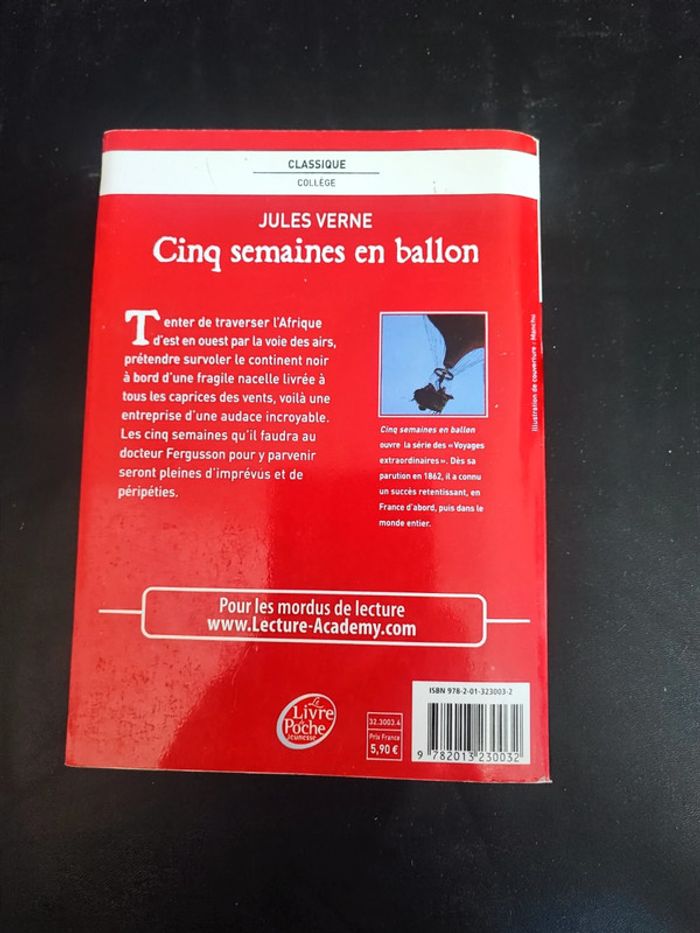 CLASSIQUE
COLLÈGE
JULES VERNE
Cinq semaines en ballon
Tenter de traverser l'Afrique
d'est en ouest par la voie des airs,
prétendre survoler le continent noir
à bord d'une fragile nacelle livrée à
tous les caprices des vents, voilà une
entreprise d'une audace incroyable.
Les cinq semaines qu'il faudra au
docteur Fergusson pour y parvenir
seront pleines d'imprévus et de
péripéties.
Cinq semaines en ballon
ouvre la série des «Voyages
extraordinaires». Dès sa
parution en 1862, il a connu
un succès retentissant, en
France d'abord, puis dans le
monde entier.
Illustration de couverture : Manchu
Pour les mordus de lecture
www.Lecture-Academy.com
Le
Livre
de
Poche
Jeunesse
32.3003.4
Prix France
5,90 €
ISBN 978-2-01-323003-2
9 782013 230032